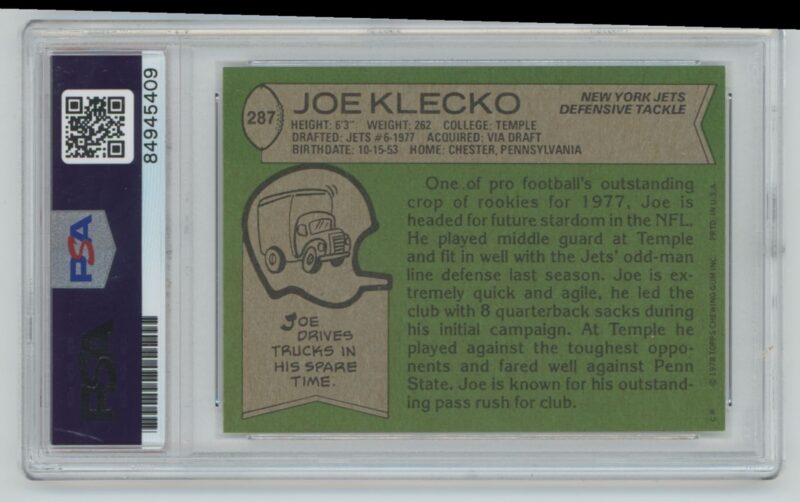 84945409
PSA
PSA
287
JOE KLECKO
NEW YORK JETS
DEFENSIVE TACKLE
HEIGHT: 6'3" WEIGHT: 262 COLLEGE: TEMPLE
DRAFTED: JETS #6-1977 ACQUIRED: VIA DRAFT
BIRTHDATE: 10-15-53 HOME: CHESTER, PENNSYLVANIA
JOE
DRIVES
TRUCKS IN
HIS SPARE
TIME.
One of pro football's outstanding
crop of rookies for 1977, Joe is
headed for future stardom in the NFL.
He played middle guard at Temple
and fit in well with the Jets' odd-man
line defense last season. Joe is ex-
tremely quick and agile, he led the
club with 8 quarterback sacks during
his initial campaign. At Temple he
played against the toughest oppo-
nents and fared well against Penn
State. Joe is known for his outstand-
ing pass rush for club.
© 1978 TOPPS CHEWING GUM INC. PRTD. IN U.S.A.